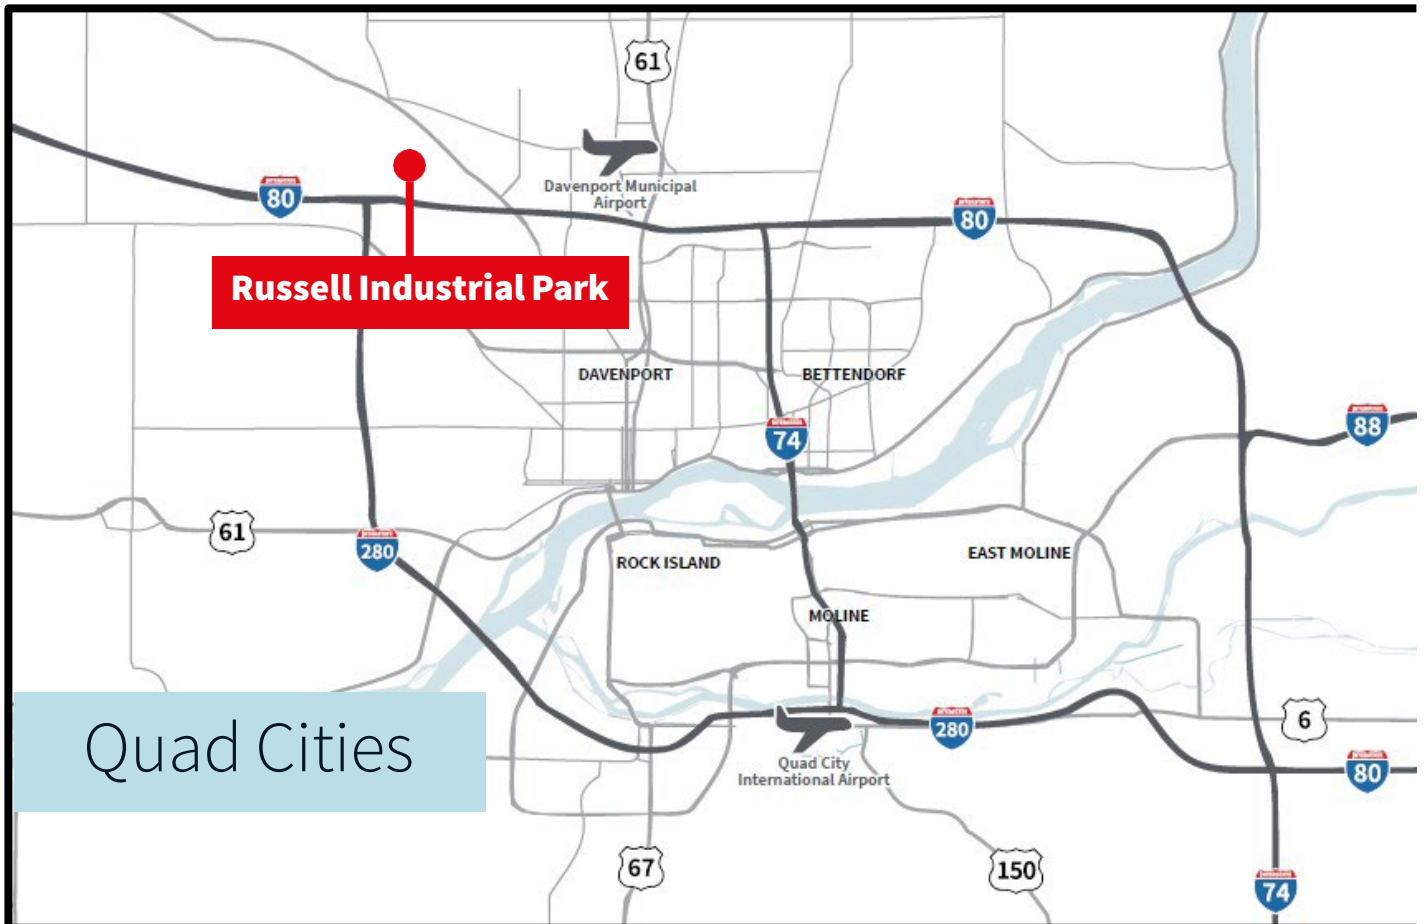 61
Davenport Municipal
Airport
80
80
Russell Industrial Park
DAVENPORT
BETTENDORF
88
74
61
280
ROCK ISLAND
EAST MOLINE
MOLINE
Quad Cities
280
6
Quad City
International Airport
80
67
150
74